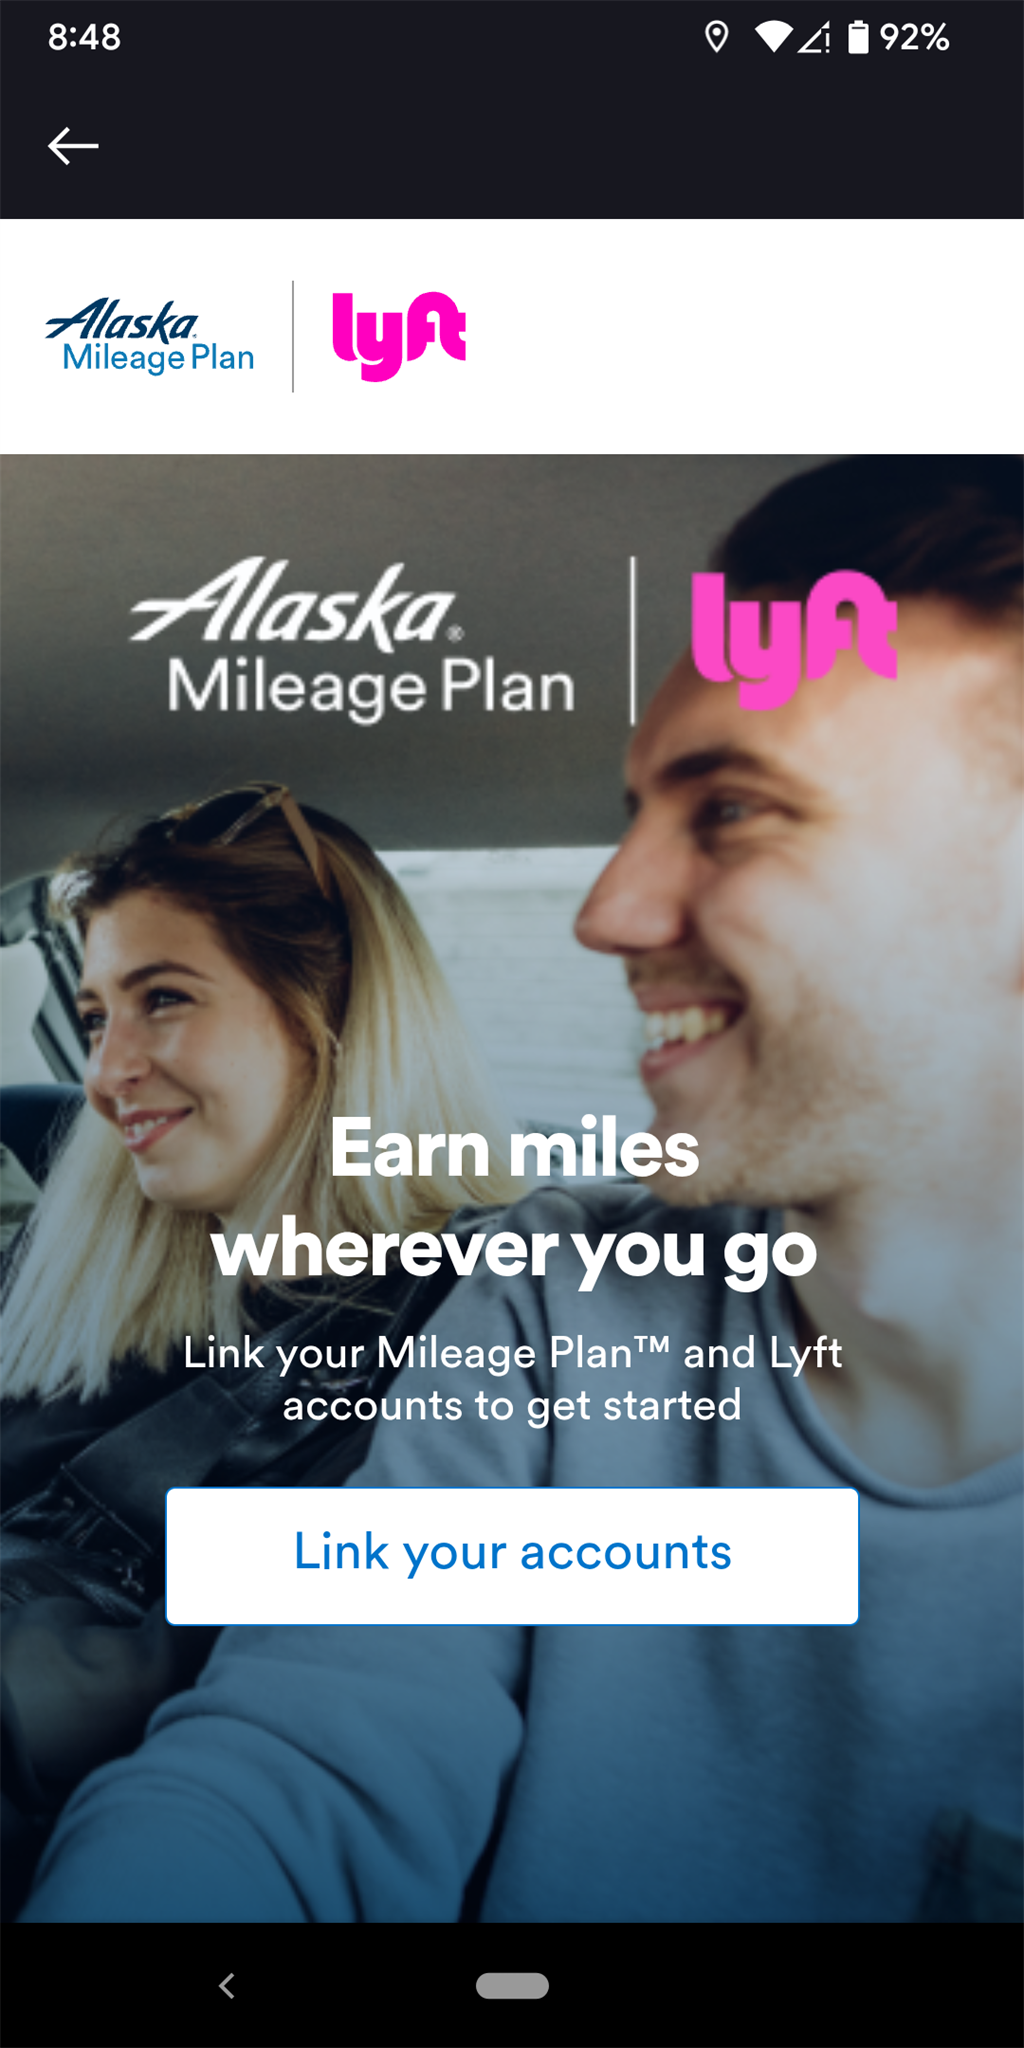 8:48 92%
Alaska
Mileage Plan
lyft
Alaska®
Mileage Plan
lyft
Earn miles
wherever you go
Link your Mileage Plan™ and Lyft
accounts to get started
Link your accounts